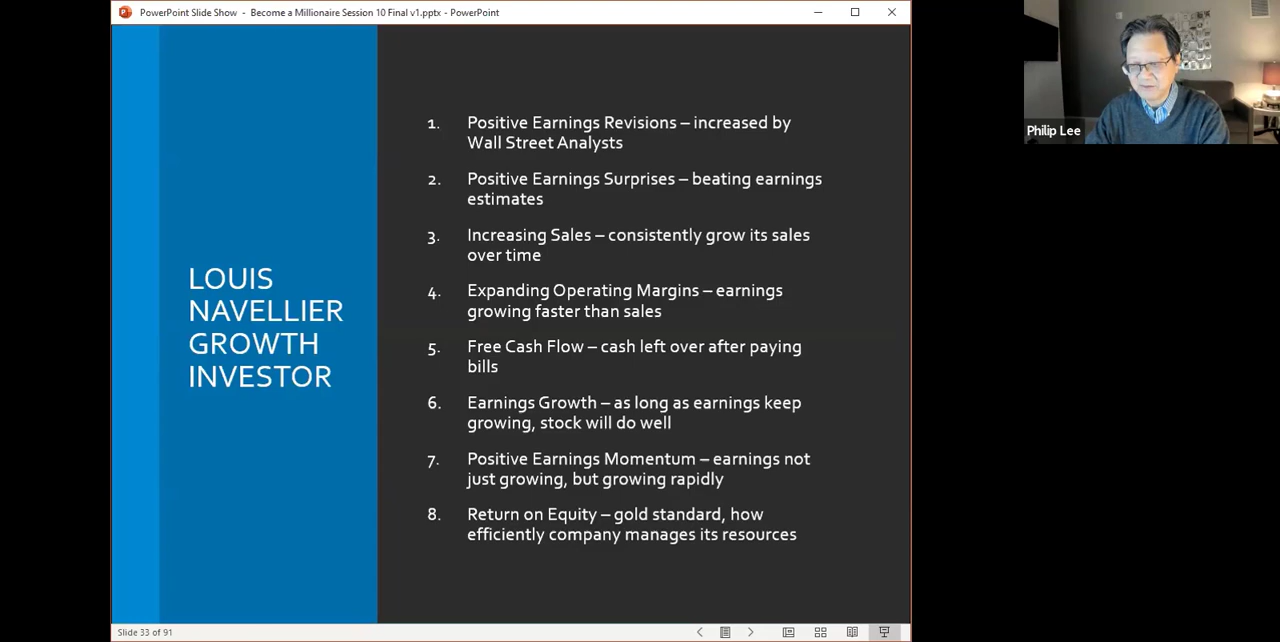 PowerPoint Slide Show - Become a Millionaire Session 10 Final v1.pptx - PowerPoint
LOUIS
NAVELLIER
GROWTH
INVESTOR
1. Positive Earnings Revisions – increased by
Wall Street Analysts
2. Positive Earnings Surprises – beating earnings
estimates
3. Increasing Sales – consistently grow its sales
over time
4. Expanding Operating Margins – earnings
growing faster than sales
5. Free Cash Flow – cash left over after paying
bills
6. Earnings Growth – as long as earnings keep
growing, stock will do well
7. Positive Earnings Momentum – earnings not
just growing, but growing rapidly
8. Return on Equity – gold standard, how
efficiently company manages its resources
Slide 33 of 91
Philip Lee